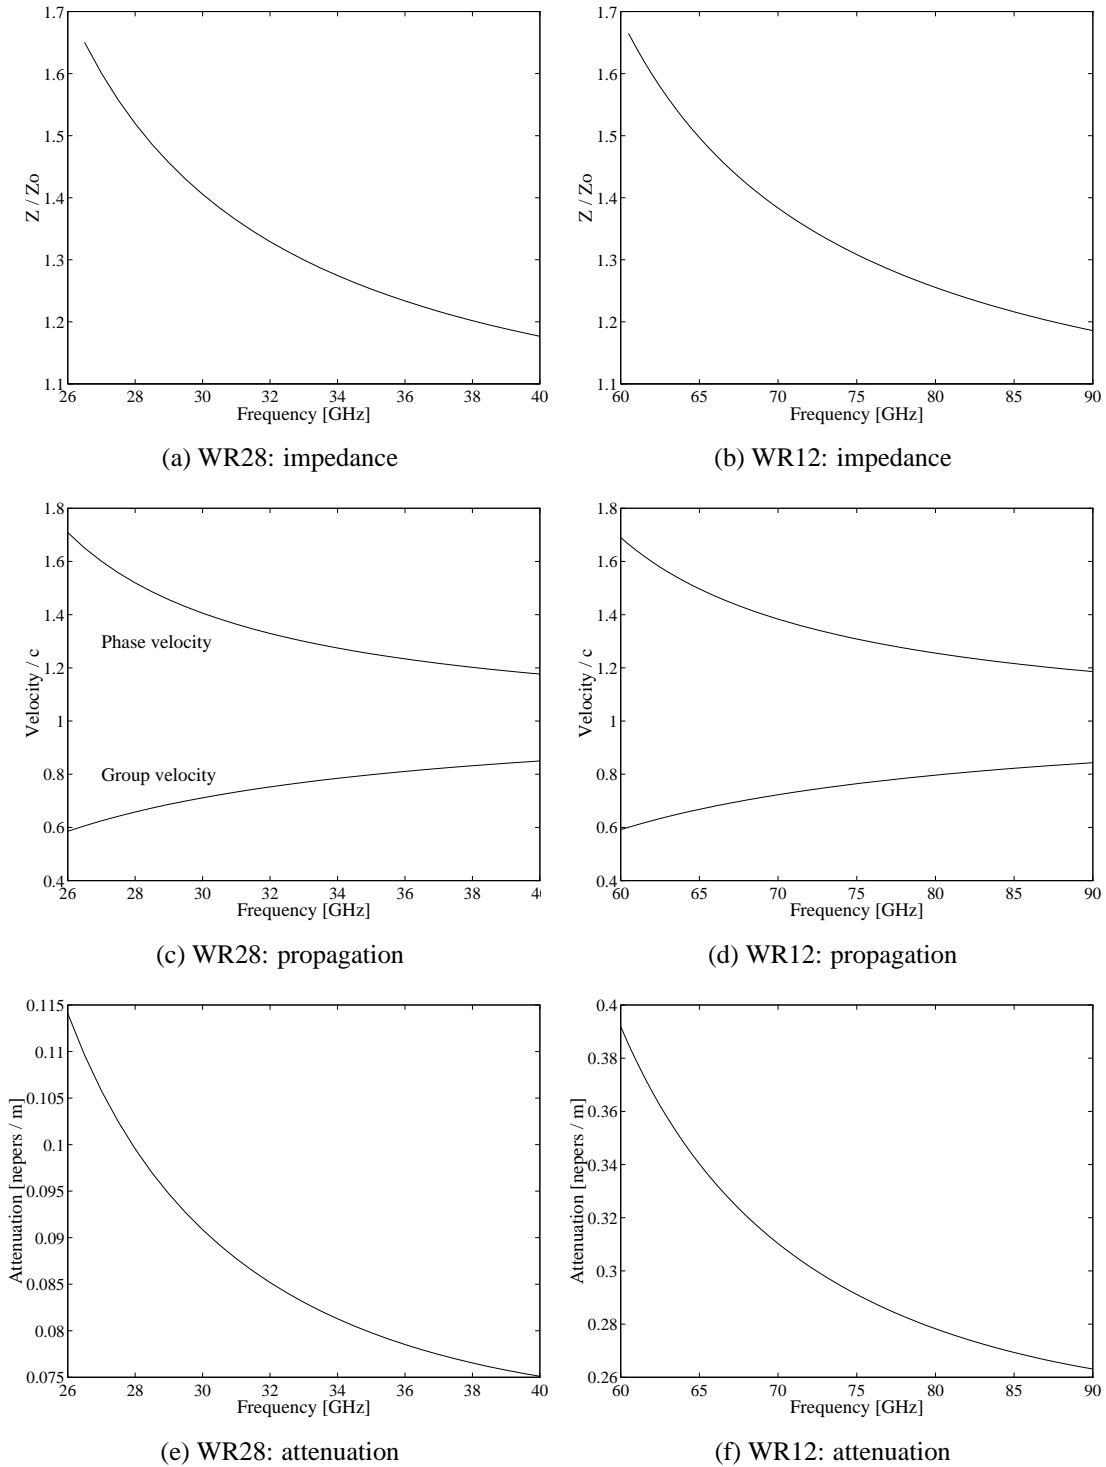 1.7
1.6
1.5
1.4
1.3
1.2
1.1
Z / Zo
26 28 30 32 34 36 38 40
Frequency [GHz]
(a) WR28: impedance
1.7
1.6
1.5
1.4
1.3
1.2
1.1
Z / Zo
60 65 70 75 80 85 90
Frequency [GHz]
(b) WR12: impedance
1.8
1.6
1.4
1.2
1
0.8
0.6
0.4
Velocity / c
Phase velocity
Group velocity
26 28 30 32 34 36 38 40
Frequency [GHz]
(c) WR28: propagation
1.8
1.6
1.4
1.2
1
0.8
0.6
0.4
Velocity / c
60 65 70 75 80 85 90
Frequency [GHz]
(d) WR12: propagation
0.115
0.11
0.105
0.1
0.095
0.09
0.085
0.08
0.075
Attenuation [nepers / m]
26 28 30 32 34 36 38 40
Frequency [GHz]
(e) WR28: attenuation
0.4
0.38
0.36
0.34
0.32
0.3
0.28
0.26
Attenuation [nepers / m]
60 65 70 75 80 85 90
Frequency [GHz]
(f) WR12: attenuation